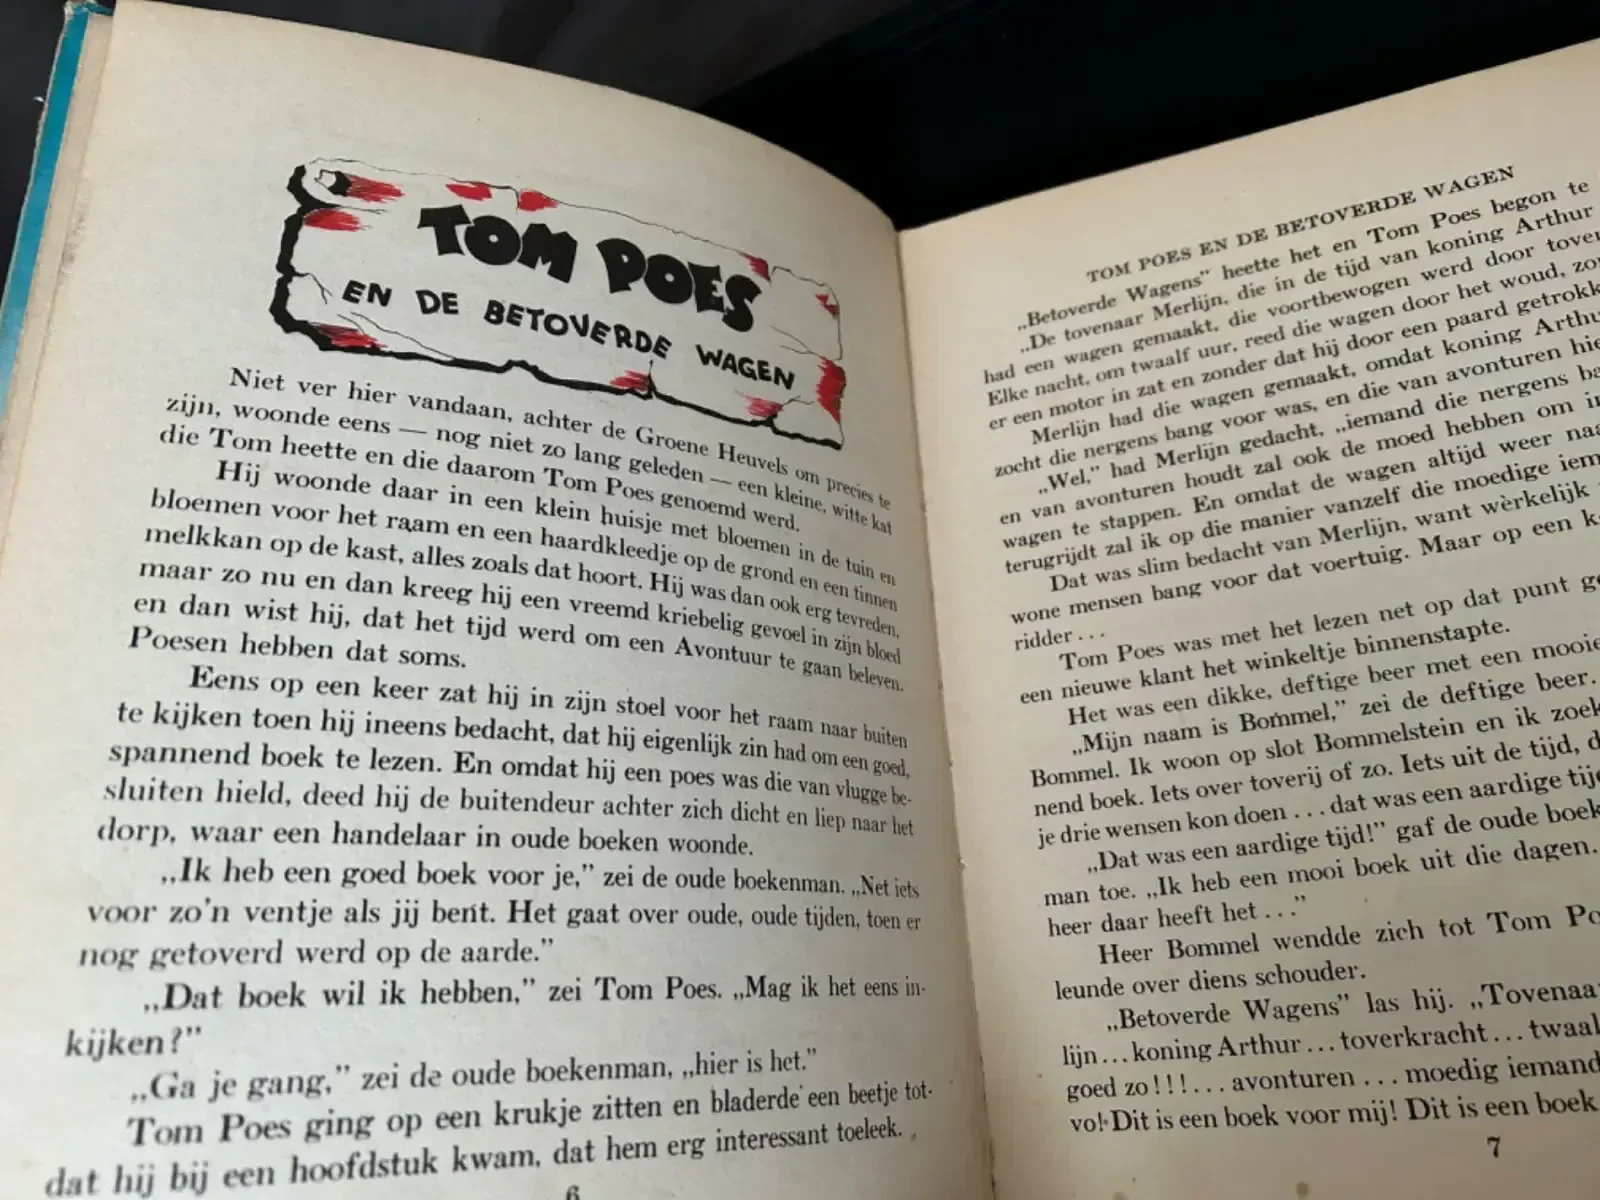 TOM POES
EN DE BETOVERDE WAGEN
Niet ver hier vandaan, achter de Groene Heuvels om precies te
zijn, woonde eens — nog niet zo lang geleden — een kleine, witte kat
die Tom heette en die daarom Tom Poes genoemd werd.
Hij woonde daar in een klein huisje met bloemen in de tuin en
bloemen voor het raam en een haardkleedje op de grond en een tinnen
melkkan op de kast, alles zoals dat hoort. Hij was dan ook erg tevreden,
maar zo nu en dan kreeg hij een vreemd kriebelig gevoel in zijn bloed
en dan wist hij, dat het tijd werd om een Avontuur te gaan beleven.
Poesen hebben dat soms.
Eens op een keer zat hij in zijn stoel voor het raam naar buiten
te kijken toen hij ineens bedacht, dat hij eigenlijk zin had om een goed,
spannend boek te lezen. En omdat hij een poes was die van vlugge be-
sluiten hield, deed hij de buitendeur achter zich dicht en liep naar het
dorp, waar een handelaar in oude boeken woonde.
„Ik heb een goed boek voor je,” zei de oude boekenman. „Net iets
voor zo'n ventje als jij bent. Het gaat over oude, oude tijden, toen er
nog getoverd werd op de aarde.”
„Dat boek wil ik hebben,” zei Tom Poes. „Mag ik het eens in-
kijken?”
„Ga je gang,” zei de oude boekenman, „hier is het.”
Tom Poes ging op een krukje zitten en bladerde een beetje tot-
dat hij bij een hoofdstuk kwam, dat hem erg interessant toeleek.
6
TOM POES EN DE BETOVERDE WAGEN
„Betoverde Wagens” heette het en Tom Poes begon te
„De tovenaar Merlijn, die in de tijd van koning Arthur
had een wagen gemaakt, die voortbewogen werd door
Elke nacht, om twaalf uur, reed die wagen door het woud,
er een motor in zat en zonder dat hij door een paard
Merlijn had die wagen gemaakt, omdat koning
zocht die nergens bang voor was, en die van avonturen
„Wel,” had Merlijn gedacht, „iemand die nergens
en van avonturen houdt zal ook de moed hebben om
wagen te stappen. En omdat de wagen altijd weer
terugrijdt zal ik op die manier vanzelf die moedige
Dat was slim bedacht van Merlijn, want wèrkelijk
wone mensen bang voor dat voertuig. Maar op een
ridder...
Tom Poes was met het lezen net op dat punt
een nieuwe klant het winkeltje binnenstapte.
Het was een dikke, deftige beer met een
„Mijn naam is Bommel,” zei de deftige beer.
Bommel. Ik woon op slot Bommelstein en ik
nend boek. Iets over toverij of zo. Iets uit de tijd,
je drie wensen kon doen... dat was een aardige
„Dat was een aardige tijd!” gaf de oude
man toe. „Ik heb een mooi boek uit die dagen.
heer daar heeft het...”
Heer Bommel wendde zich tot Tom
leunde over diens schouder.
„Betoverde Wagens” las hij.
lijn... koning Arthur... toverkracht...
goed zo!!!... avonturen... moedig iemand
vo! Dit is een boek voor mij! Dit is een boek
7